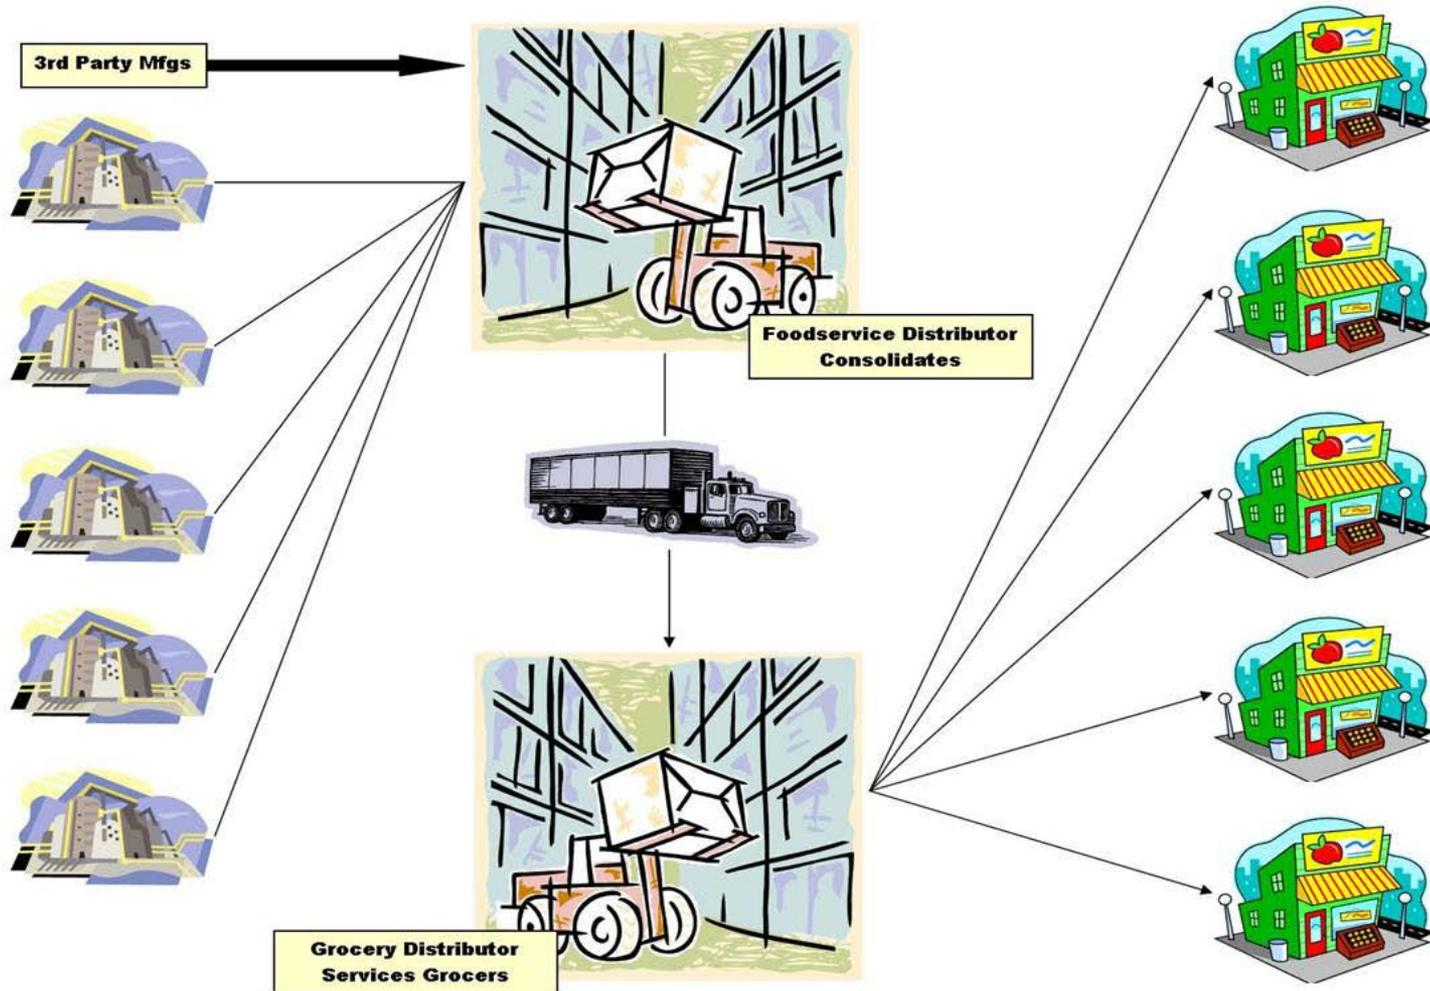 3rd Party Mfgs
Foodservice Distributor
Consolidates
Grocery Distributor
Services Grocers